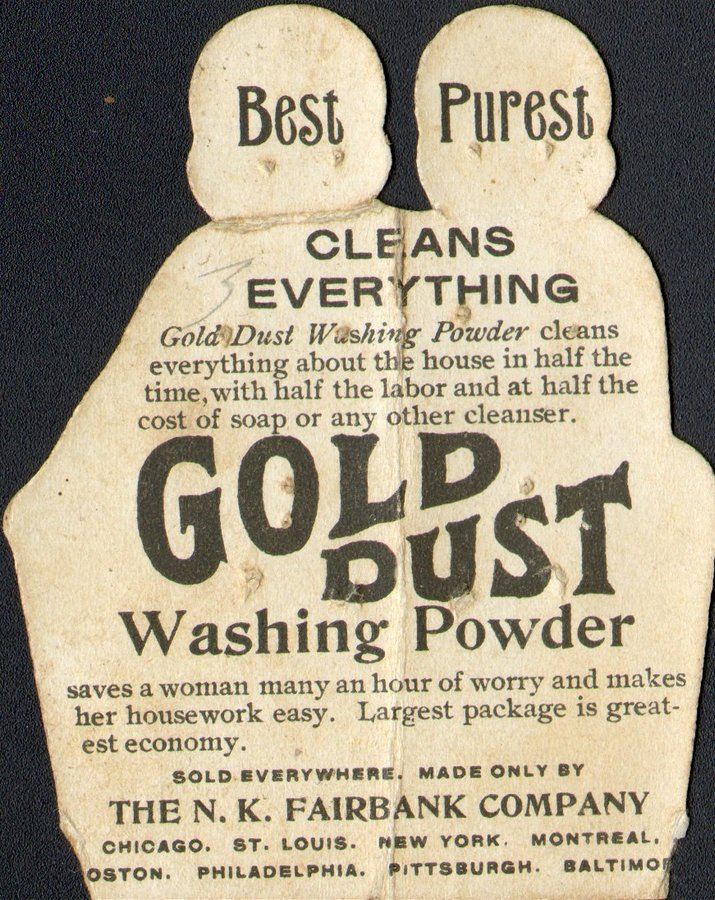 Best
Purest
CLEANS
EVERYTHING
Gold Dust Washing Powder cleans
everything about the house in half the
time, with half the labor and at half the
cost of soap or any other cleanser.
GOLD
DUST
Washing Powder
saves a woman many an hour of worry and makes
her housework easy. Largest package is great-
est economy.
SOLD EVERYWHERE. MADE ONLY BY
THE N. K. FAIRBANK COMPANY
CHICAGO. ST. LOUIS. NEW YORK. MONTREAL.
OSTON. PHILADELPHIA. PITTSBURGH. BALTIMO
3